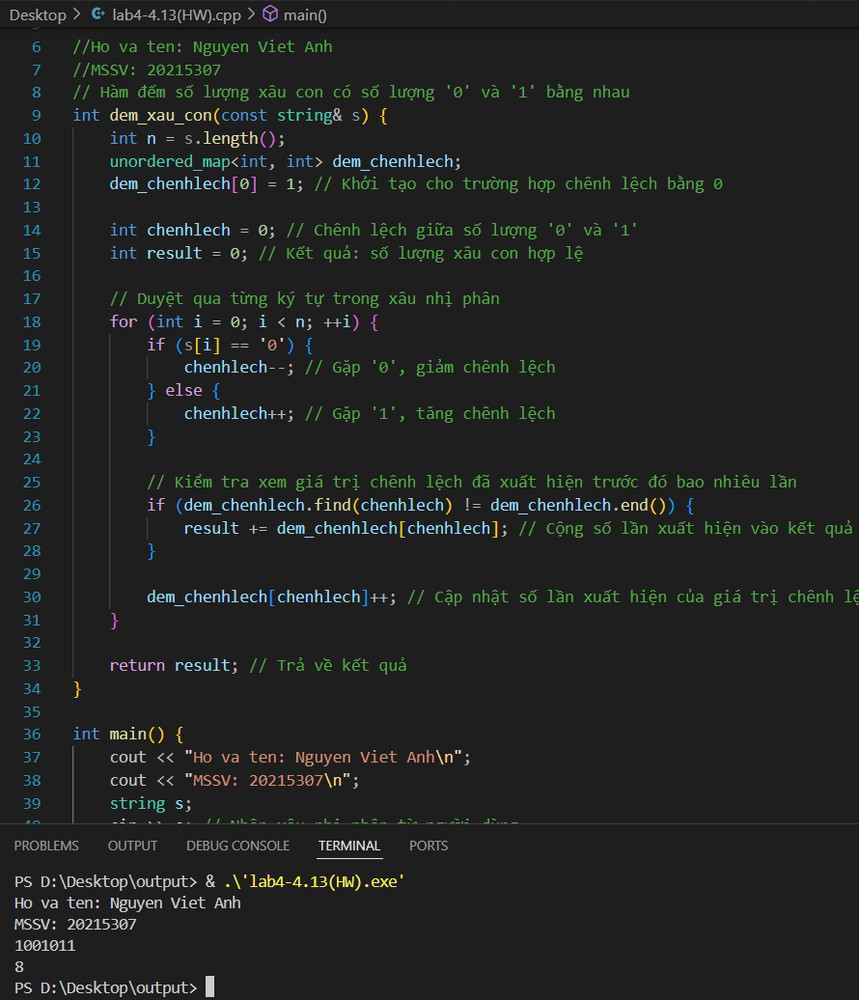 Desktop > lab4-4.13(HW).cpp > main()
6 //Ho va ten: Nguyen Viet Anh
7 //MSSV: 20215307
8 // Hàm đếm số lượng xâu con có số lượng '0' và '1' bằng nhau
9 int dem_xau_con(const string& s) {
10 int n = s.length();
11 unordered_map<int, int> dem_chenhlech;
12 dem_chenhlech[0] = 1; // Khởi tạo cho trường hợp chênh lệch bằng 0
13
14 int chenhlech = 0; // Chênh lệch giữa số lượng '0' và '1'
15 int result = 0; // Kết quả: số lượng xâu con hợp lệ
16
17 // Duyệt qua từng ký tự trong xâu nhị phân
18 for (int i = 0; i < n; ++i) {
19 if (s[i] == '0') {
20 chenhlech--; // Gặp '0', giảm chênh lệch
21 } else {
22 chenhlech++; // Gặp '1', tăng chênh lệch
23 }
24
25 // Kiểm tra xem giá trị chênh lệch đã xuất hiện trước đó bao nhiêu lần
26 if (dem_chenhlech.find(chenhlech) != dem_chenhlech.end()) {
27 result += dem_chenhlech[chenhlech]; // Cộng số lần xuất hiện vào kết quả
28 }
29
30 dem_chenhlech[chenhlech]++; // Cập nhật số lần xuất hiện của giá trị chênh
31 }
32
33 return result; // Trả về kết quả
34 }
35
36 int main() {
37 cout << "Ho va ten: Nguyen Viet Anh\n";
38 cout << "MSSV: 20215307\n";
39 string s;
PROBLEMS OUTPUT DEBUG CONSOLE TERMINAL PORTS
PS D:\Desktop\output> & .\'lab4-4.13(HW).exe'
Ho va ten: Nguyen Viet Anh
MSSV: 20215307
1001011
8
PS D:\Desktop\output>